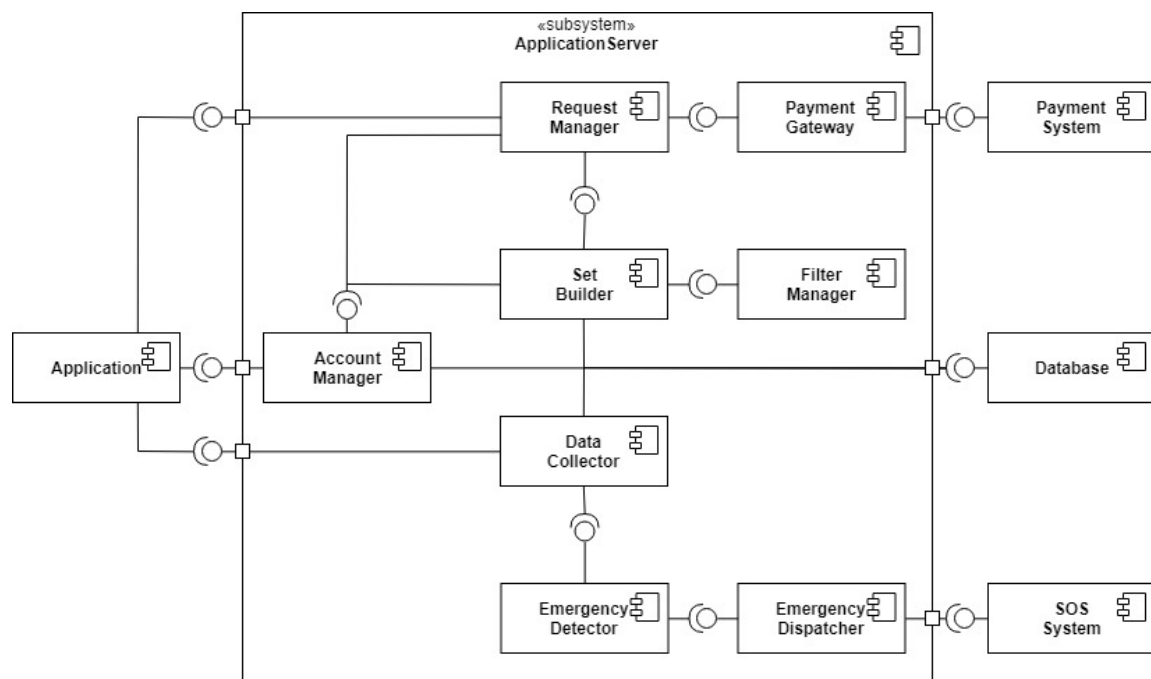 «subsystem»
ApplicationServer
Request
Manager
Payment
Gateway
Payment
System
Set
Builder
Filter
Manager
Application
Account
Manager
Database
Data
Collector
Emergency
Detector
Emergency
Dispatcher
SOS
System